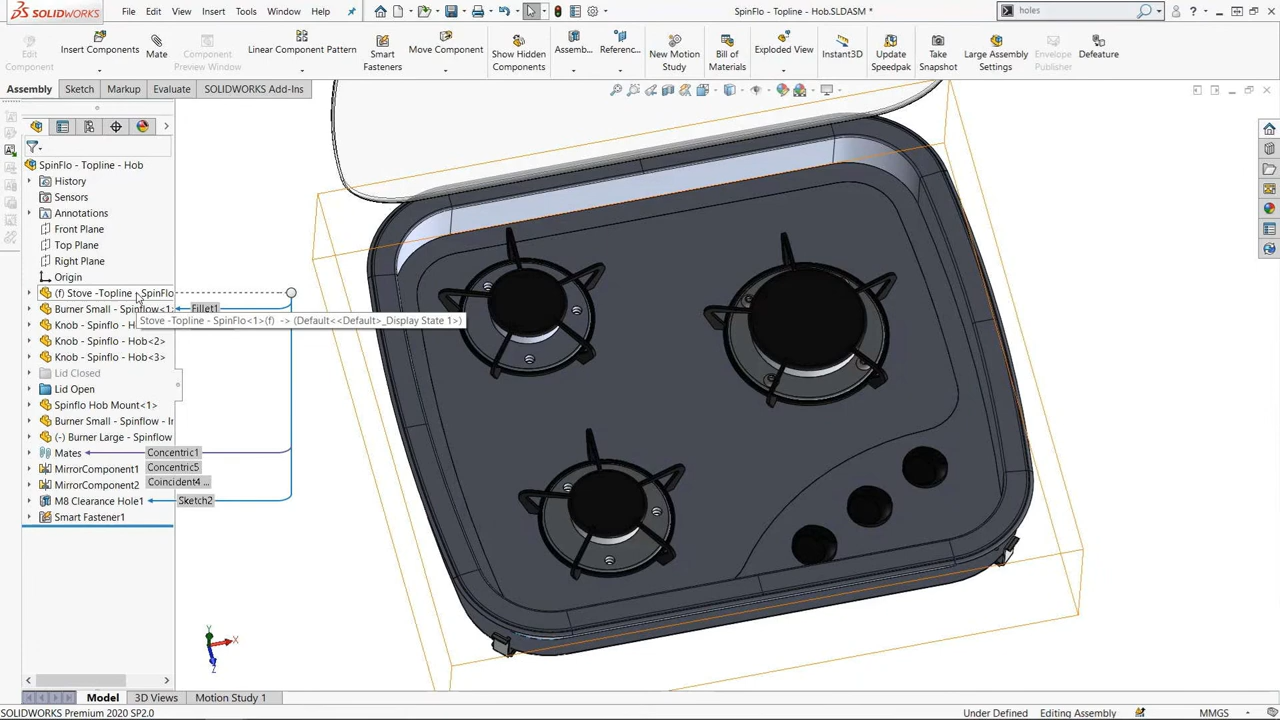 SOLIDWORKS File Edit View Insert Tools Window Help SpinFlo - Topline - Hob.SLDASM * holes
Edit Component
Insert Components
Mate
Component Preview Window
Linear Component Pattern
Smart Fasteners
Move Component
Show Hidden Components
Assemb...
Referenc...
New Motion Study
Bill of Materials
Exploded View
Instant3D
Update Speedpak
Take Snapshot
Large Assembly Settings
Envelope Publisher
Defeature
Assembly Sketch Markup Evaluate SOLIDWORKS Add-Ins
SpinFlo - Topline - Hob
History
Sensors
Annotations
Front Plane
Top Plane
Right Plane
Origin
(f) Stove -Topline - SpinFlo
Burner Small - Spinflow<1> Fillet1
Knob - Spinflo - H
Stove -Topline - SpinFlo<1>(f) -> (Default<<Default>_Display State 1>)
Knob - Spinflo - Hob<2>
Knob - Spinflo - Hob<3>
Lid Closed
Lid Open
Spinflo Hob Mount<1>
Burner Small - Spinflow - In
(-) Burner Large - Spinflow
Mates Concentric1
MirrorComponent1 Concentric5
MirrorComponent2 Coincident4 ...
M8 Clearance Hole1 Sketch2
Smart Fastener1
Y
X
Z
Model 3D Views Motion Study 1
SOLIDWORKS Premium 2020 SP2.0 Under Defined Editing Assembly MMGS